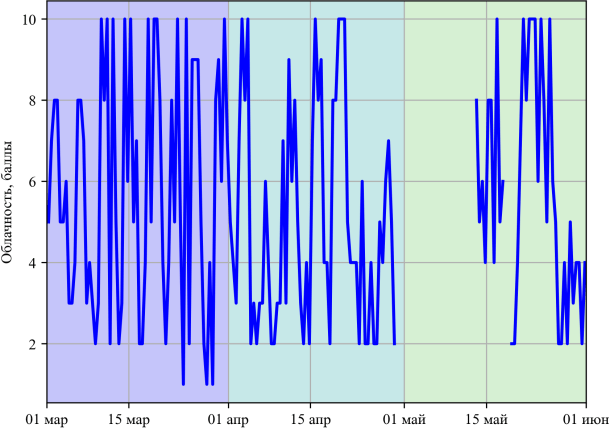 10
8
6
4
2
Облачность, баллы
01 мар
15 мар
01 апр
15 апр
01 май
15 май
01 июн